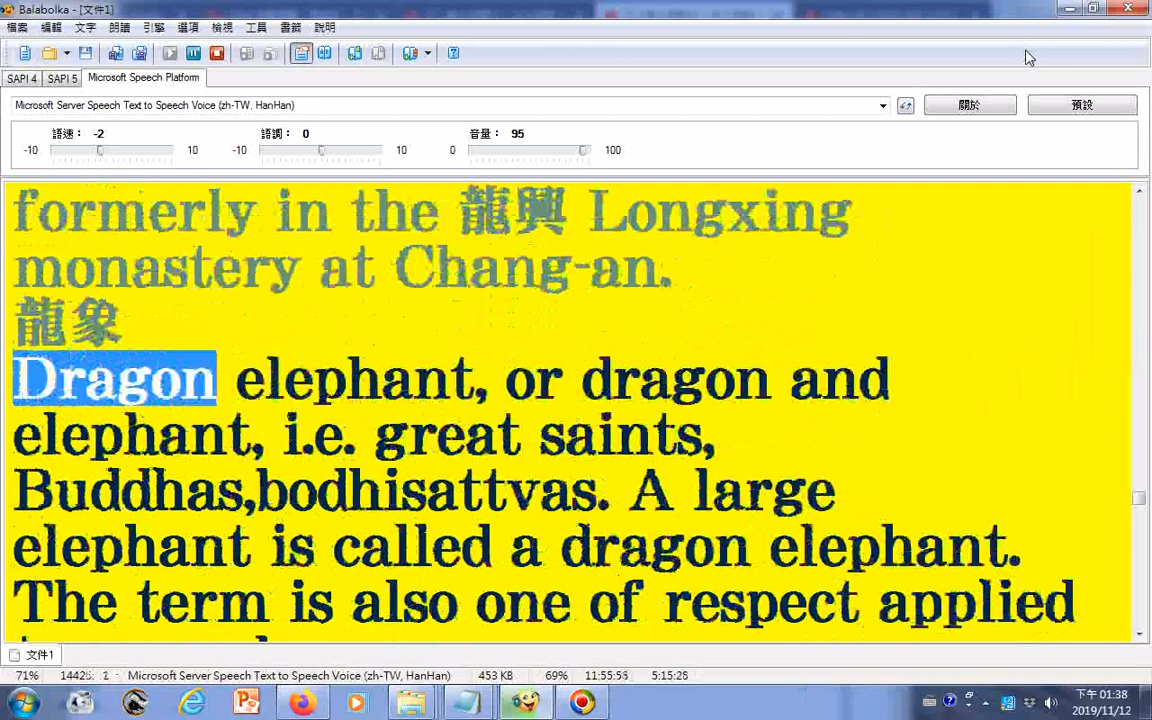 Balabolka - [文件1]
檔案 編輯 文字 朗讀 引擎 選項 檢視 工具 書籤 說明
SAPI 4 SAPI 5 Microsoft Speech Platform
Microsoft Server Speech Text to Speech Voice (zh-TW, HanHan) 關於 預設
語速: -2 語調: 0 音量: 95
-10 10 -10 10 0 100
formerly in the 龍興 Longxing
monastery at Chang-an.
龍象
Dragon elephant, or dragon and
elephant, i.e. great saints,
Buddhas,bodhisattvas. A large
elephant is called a dragon elephant.
The term is also one of respect applied
文件1
71% Microsoft Server Speech Text to Speech Voice (zh-TW, HanHan) 453 KB 69% 11:55:56 5:15:28
下午 01:38
2019/11/12